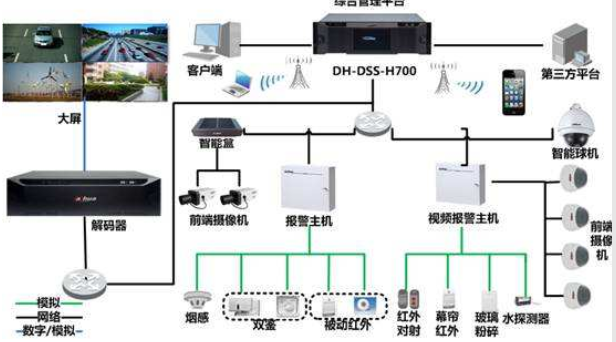 综合管理平台
客户端
DH-DSS-H700
第三方平台
大屏
智能盒
智能球机
前端摄像机
报警主机
视频报警主机
前端
摄像
机
alhua
解码器
模拟
网络
数字/模拟
烟感
双鉴
被动红外
红外
对射
幕帘
红外
玻璃
粉碎
水探测器